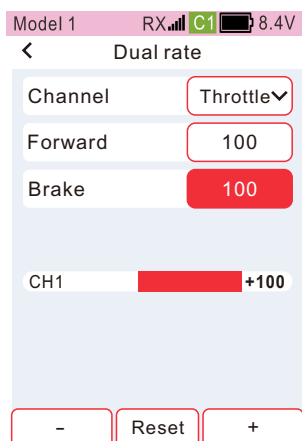 Model 1 RX C1 8.4V
Dual rate
Channel Throttle
Forward 100
Brake 100
CH1 +100
- Reset +